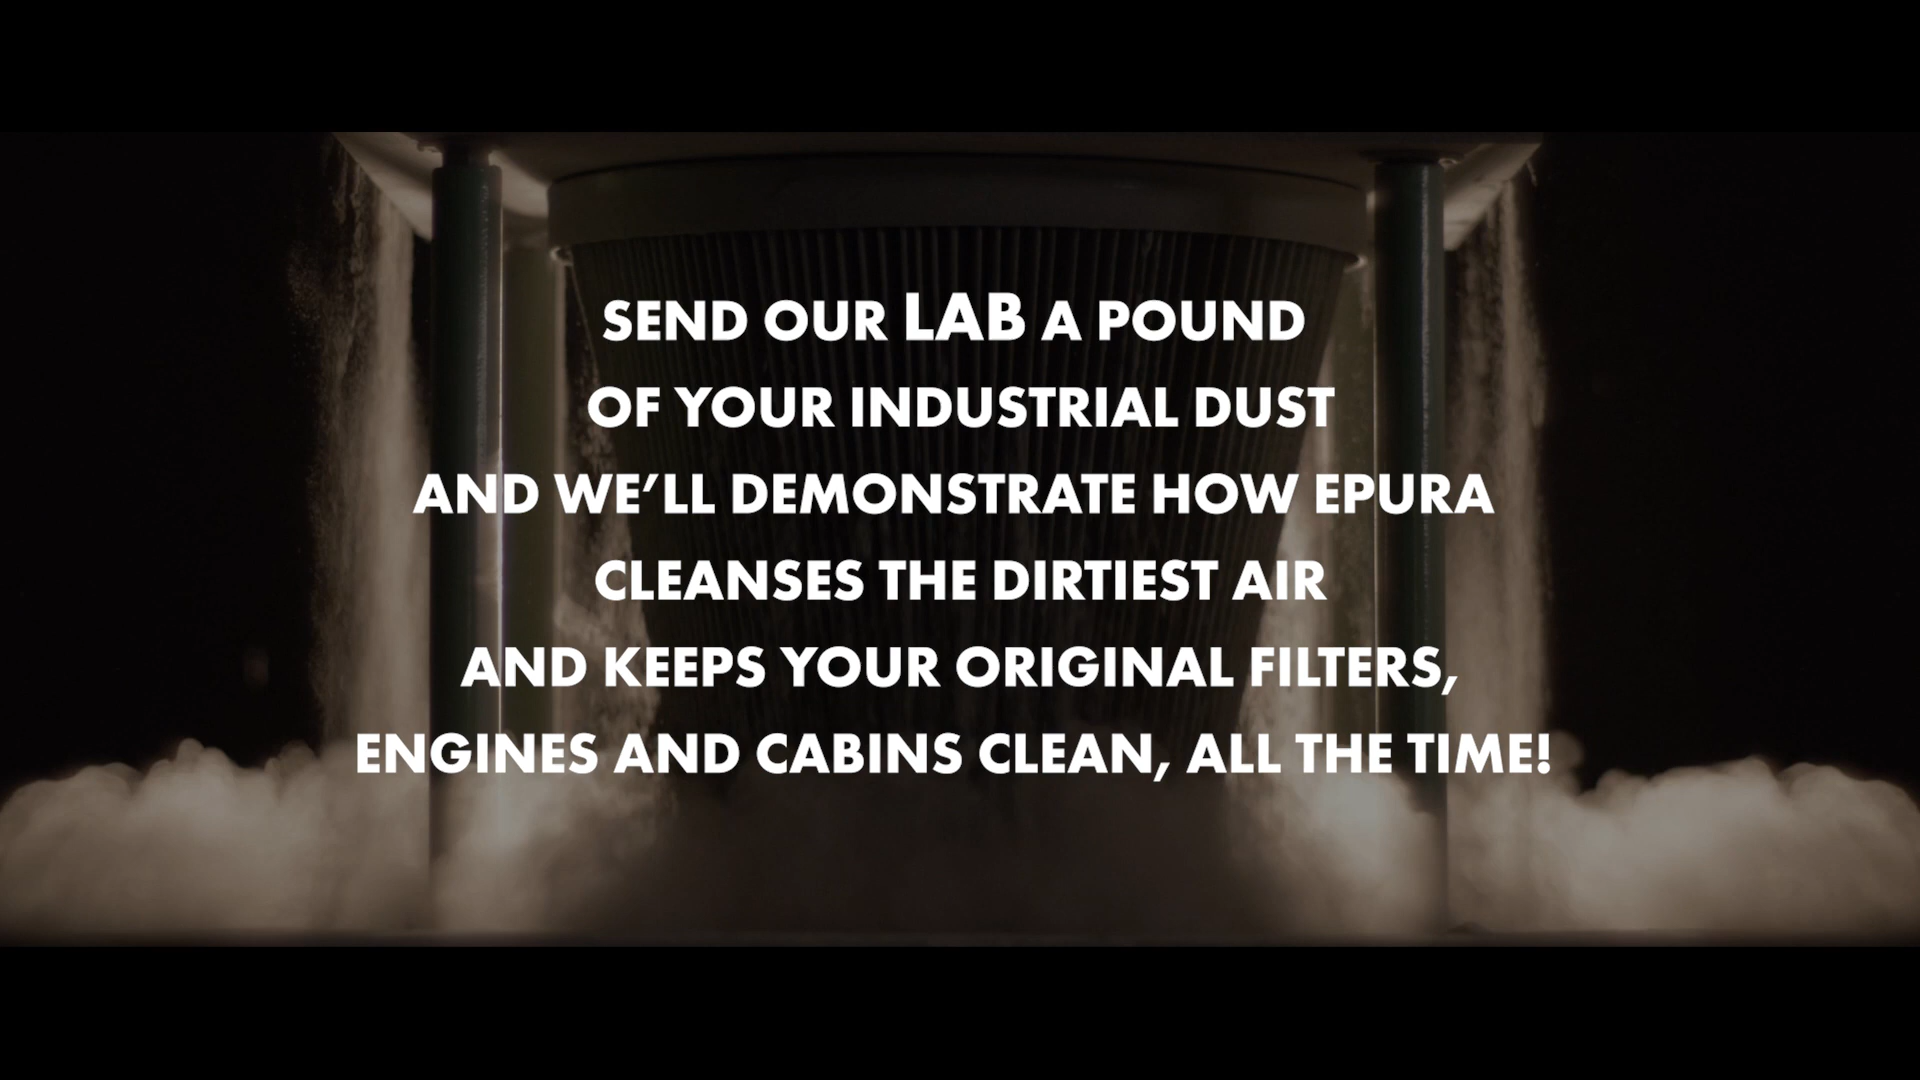 SEND OUR LAB A POUND
OF YOUR INDUSTRIAL DUST
AND WE’LL DEMONSTRATE HOW EPURA
CLEANSES THE DIRTIEST AIR
AND KEEPS YOUR ORIGINAL FILTERS,
ENGINES AND CABINS CLEAN, ALL THE TIME!